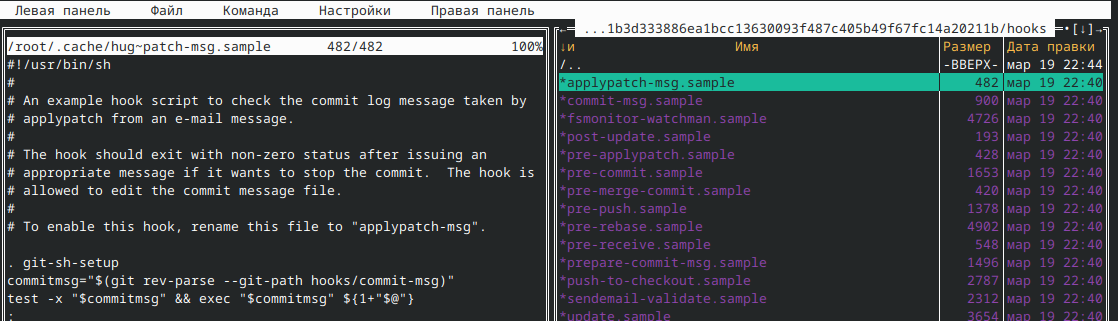 Левая панель Файл Команда Настройки Правая панель
/root/.cache/hug~patch-msg.sample 482/482 100%
#!/usr/bin/sh
#
# An example hook script to check the commit log message taken by
# applypatch from an e-mail message.
#
# The hook should exit with non-zero status after issuing an
# appropriate message if it wants to stop the commit.  The hook is
# allowed to edit the commit message file.
#
# To enable this hook, rename this file to "applypatch-msg".
. git-sh-setup
commitmsg="$(git rev-parse --git-path hooks/commit-msg)"
test -x "$commitmsg" && exec "$commitmsg" ${1+"$@"}
:
←  ...1b3d333886ea1bcc13630093f487c405b49f67fc14a20211b/hooks •[↓]→
↓и Имя Размер Дата правки
/.. -ВВЕРХ- мар 19 22:44
*applypatch-msg.sample 482 мар 19 22:40
*commit-msg.sample 900 мар 19 22:40
*fsmonitor-watchman.sample 4726 мар 19 22:40
*post-update.sample 193 мар 19 22:40
*pre-applypatch.sample 428 мар 19 22:40
*pre-commit.sample 1653 мар 19 22:40
*pre-merge-commit.sample 420 мар 19 22:40
*pre-push.sample 1378 мар 19 22:40
*pre-rebase.sample 4902 мар 19 22:40
*pre-receive.sample 548 мар 19 22:40
*prepare-commit-msg.sample 1496 мар 19 22:40
*push-to-checkout.sample 2787 мар 19 22:40
*sendemail-validate.sample 2312 мар 19 22:40
*update.sample 3654 мар 19 22:40